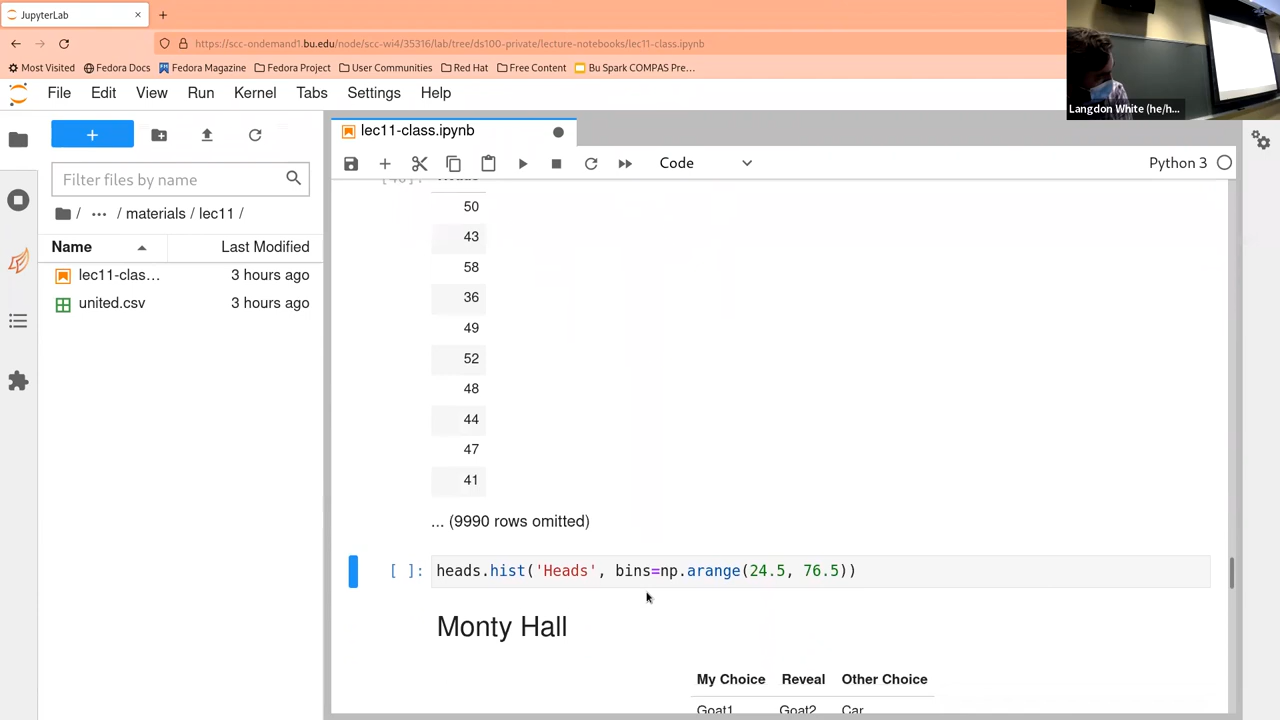 JupyterLab
https://scc-ondemand1.bu.edu/node/scc-wi4/35316/lab/tree/ds100-private/lecture-notebooks/lec11-class.ipynb
Most Visited Fedora Docs Fedora Magazine Fedora Project User Communities Red Hat Free Content Bu Spark COMPAS Pre...
Langdon White (he/h...
File Edit View Run Kernel Tabs Settings Help
lec11-class.ipynb
Filter files by name
Code
Python 3
/ ... / materials / lec11 /
Name Last Modified
lec11-clas... 3 hours ago
united.csv 3 hours ago
50
43
58
36
49
52
48
44
47
41
... (9990 rows omitted)
[ ]: heads.hist('Heads', bins=np.arange(24.5, 76.5))
Monty Hall
My Choice Reveal Other Choice
Goat1 Goat2 Car